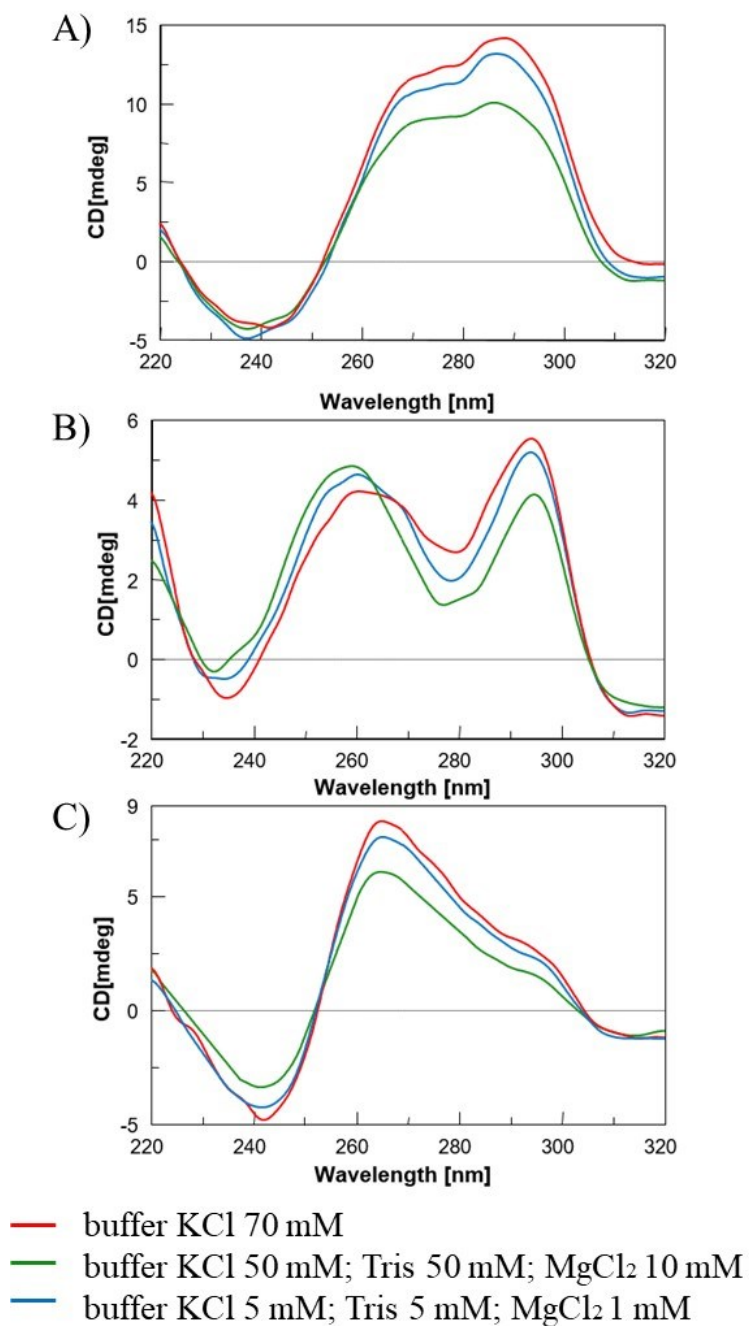 A)
15
10
5
0
-5
CD[mdeg]
220 240 260 280 300 320
Wavelength [nm]
B)
6
4
2
0
-2
CD[mdeg]
220 240 260 280 300 320
Wavelength [nm]
C)
9
5
0
-5
CD[mdeg]
220 240 260 280 300 320
Wavelength [nm]
buffer KCl 70 mM
buffer KCl 50 mM; Tris 50 mM; MgCl₂ 10 mM
buffer KCl 5 mM; Tris 5 mM; MgCl₂ 1 mM